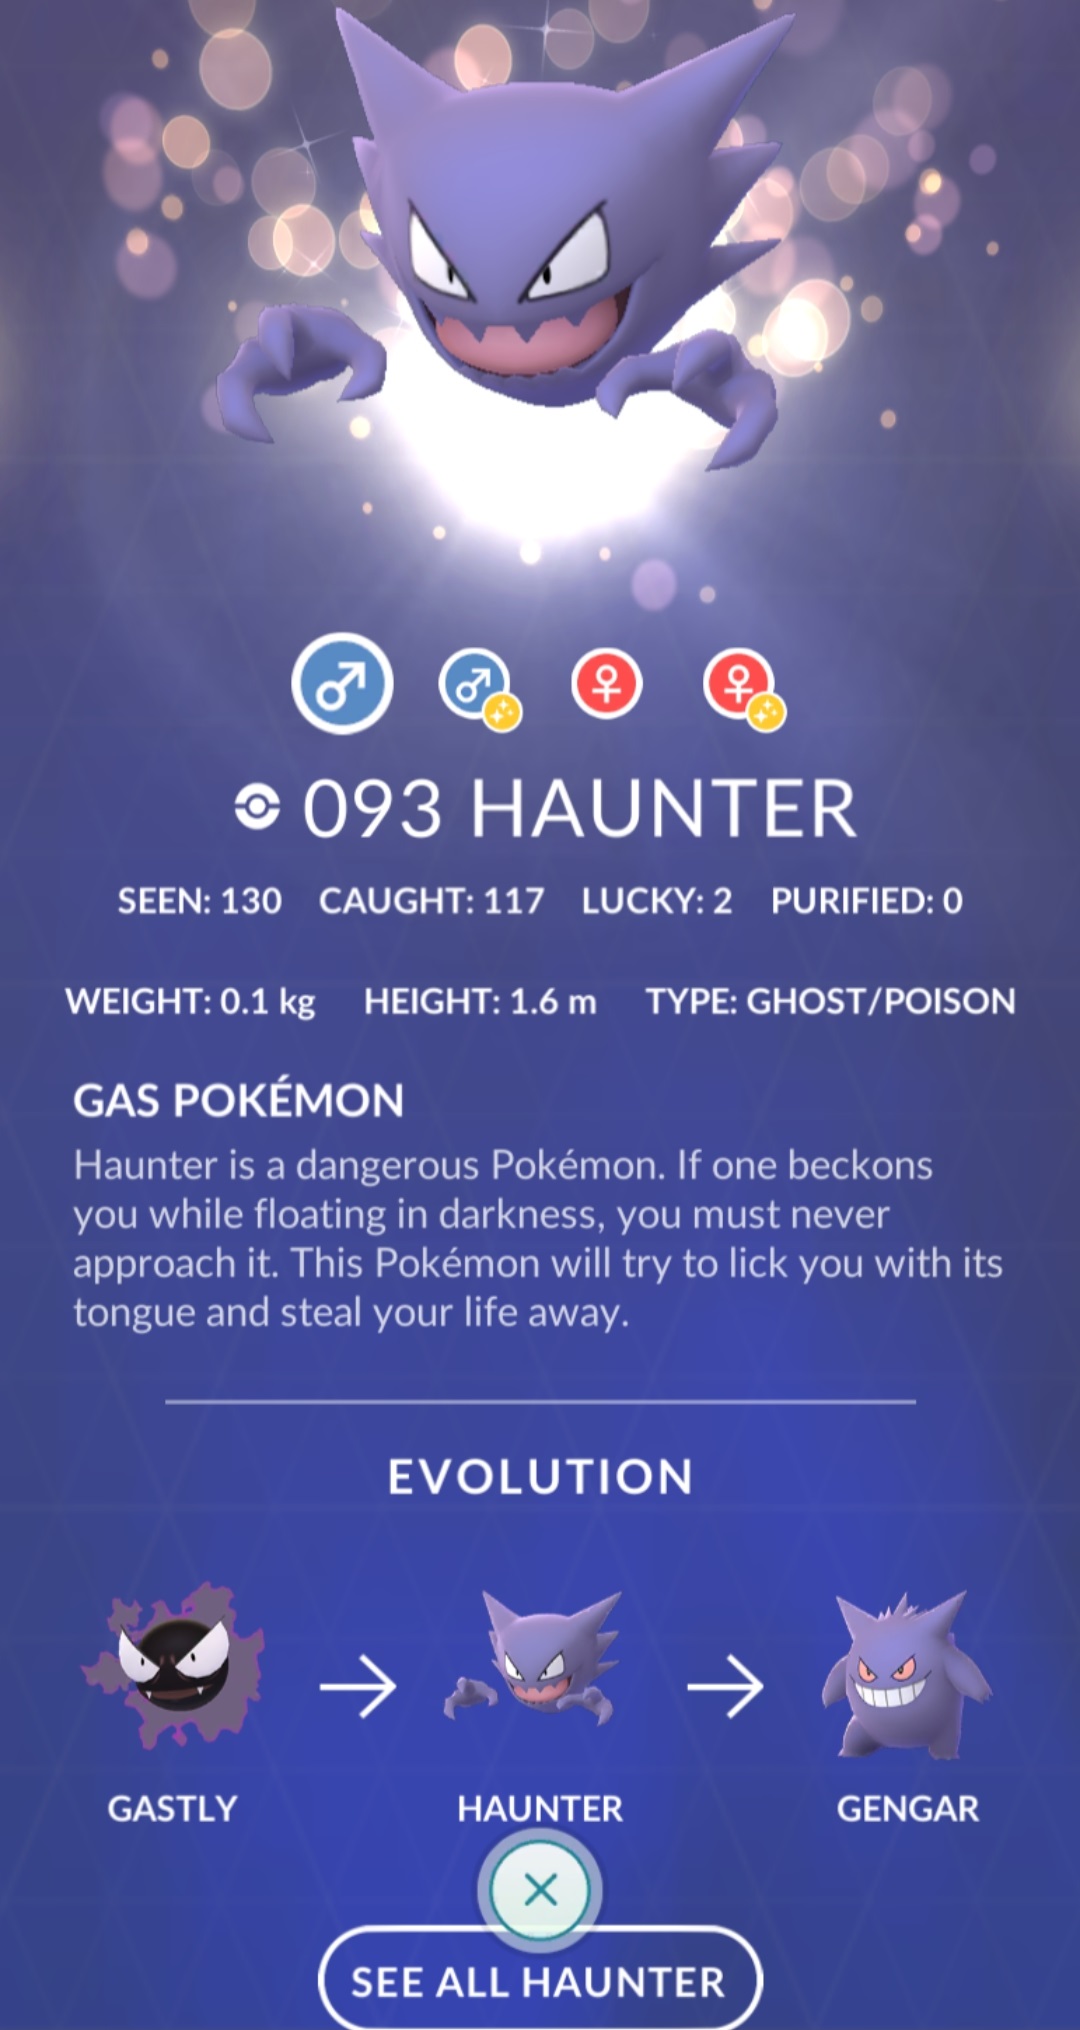 093 HAUNTER
SEEN: 130 CAUGHT: 117 LUCKY: 2 PURIFIED: 0
WEIGHT: 0.1 kg HEIGHT: 1.6 m TYPE: GHOST/POISON
GAS POKÉMON
Haunter is a dangerous Pokémon. If one beckons
you while floating in darkness, you must never
approach it. This Pokémon will try to lick you with its
tongue and steal your life away.
EVOLUTION
GASTLY HAUNTER GENGAR
SEE ALL HAUNTER